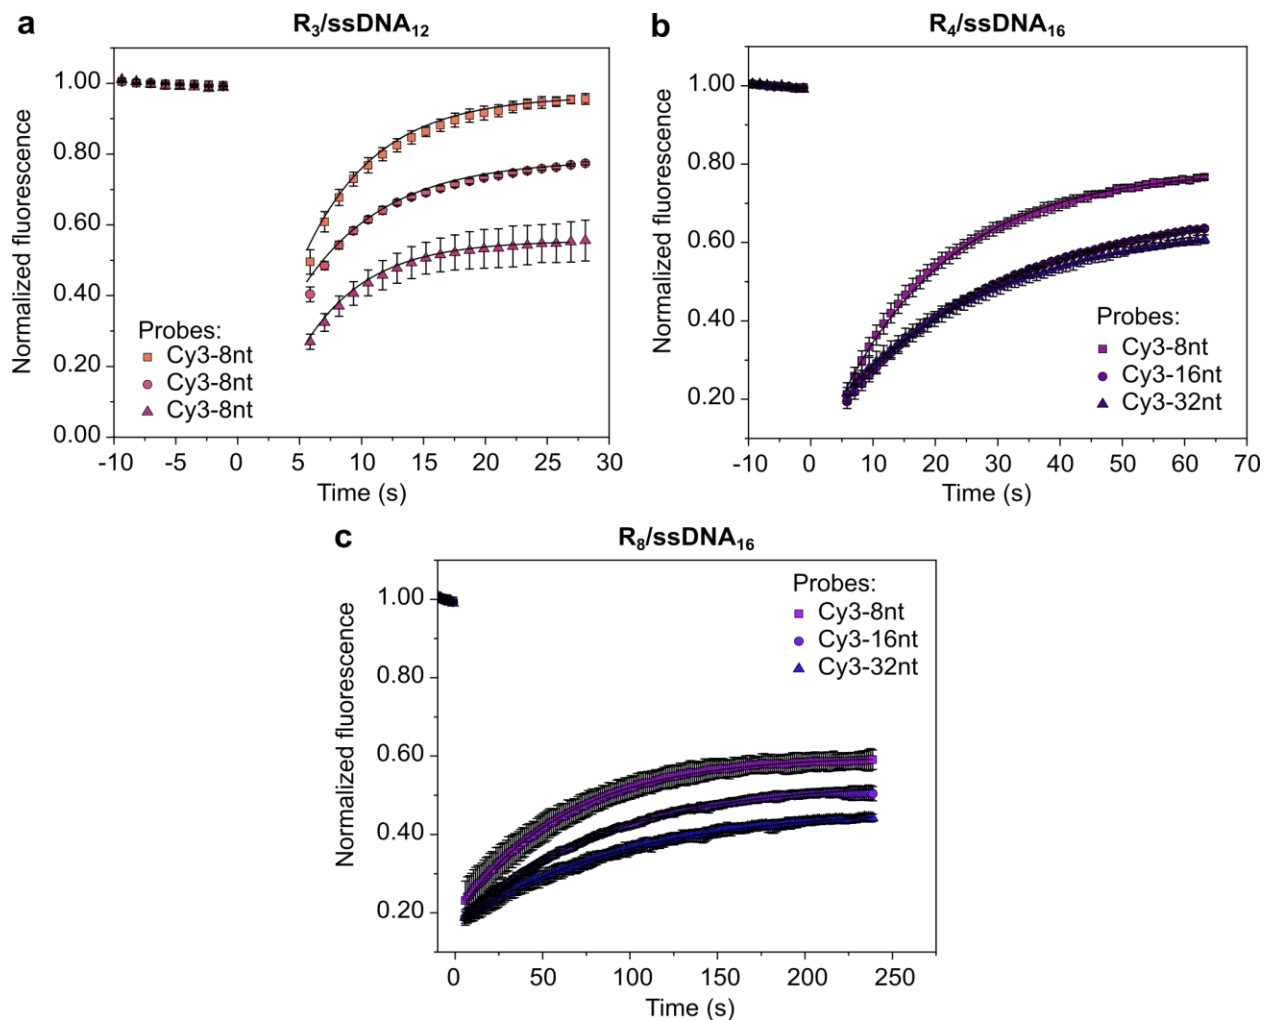 a
R₃/ssDNA₁₂
1.00
0.80
0.60
0.40
0.20
0.00
Normalized fluorescence
Probes:
Cy3-8nt
Cy3-8nt
Cy3-8nt
-10 -5 0 5 10 15 20 25 30
Time (s)
b
R₄/ssDNA₁₆
1.00
0.80
0.60
0.40
0.20
Normalized fluorescence
Probes:
Cy3-8nt
Cy3-16nt
Cy3-32nt
-10 0 10 20 30 40 50 60 70
Time (s)
c
R₈/ssDNA₁₆
1.00
0.80
0.60
0.40
0.20
Normalized fluorescence
Probes:
Cy3-8nt
Cy3-16nt
Cy3-32nt
0 50 100 150 200 250
Time (s)